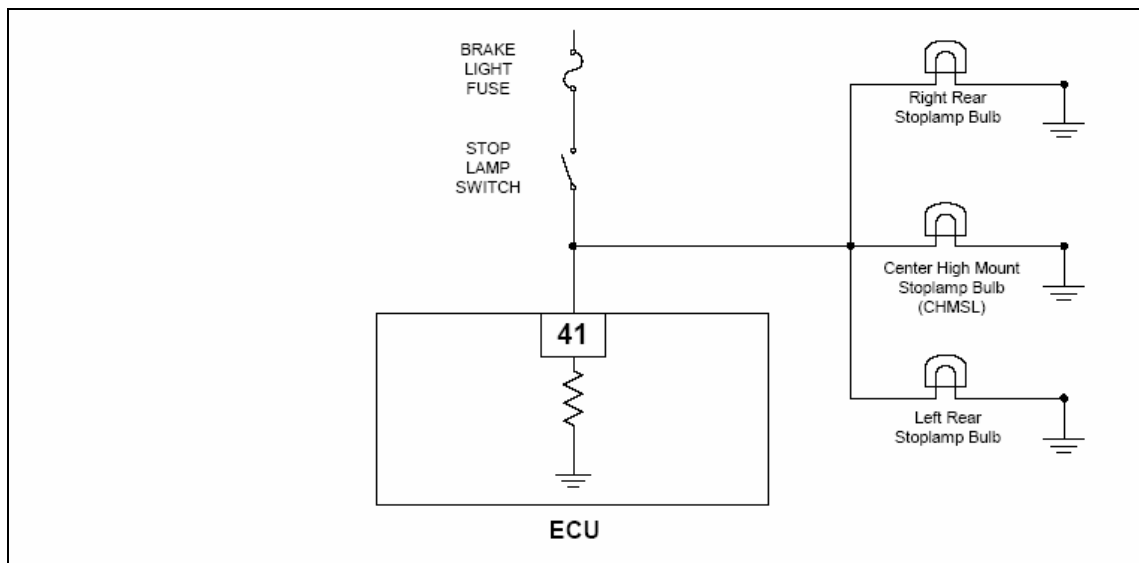 BRAKE
LIGHT
FUSE
STOP
LAMP
SWITCH
Right Rear
Stoplamp Bulb
Center High Mount
Stoplamp Bulb
(CHMSL)
41
Left Rear
Stoplamp Bulb
ECU